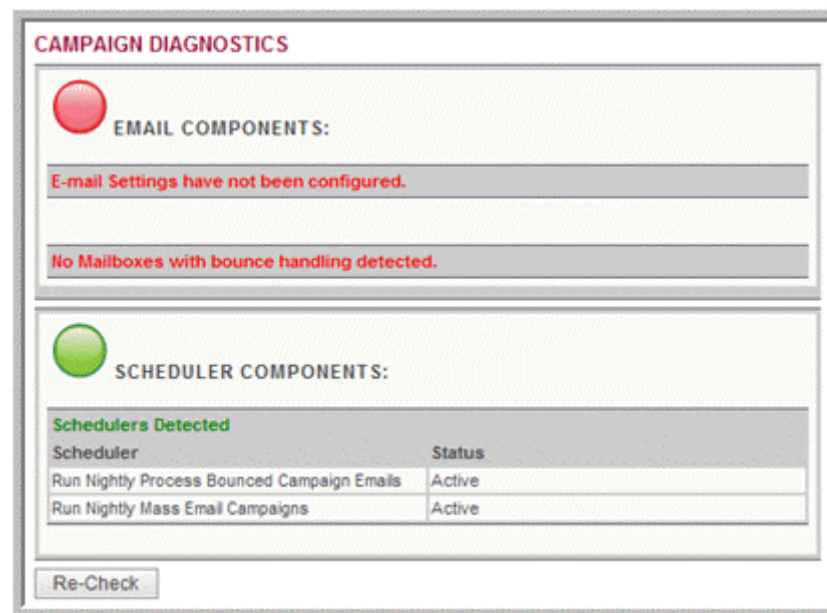 CAMPAIGN DIAGNOSTICS
EMAIL COMPONENTS:
E-mail Settings have not been configured.
No Mailboxes with bounce handling detected.
SCHEDULER COMPONENTS:
Schedulers Detected
Scheduler Status
Run Nightly Process Bounced Campaign Emails Active
Run Nightly Mass Email Campaigns Active
Re-Check